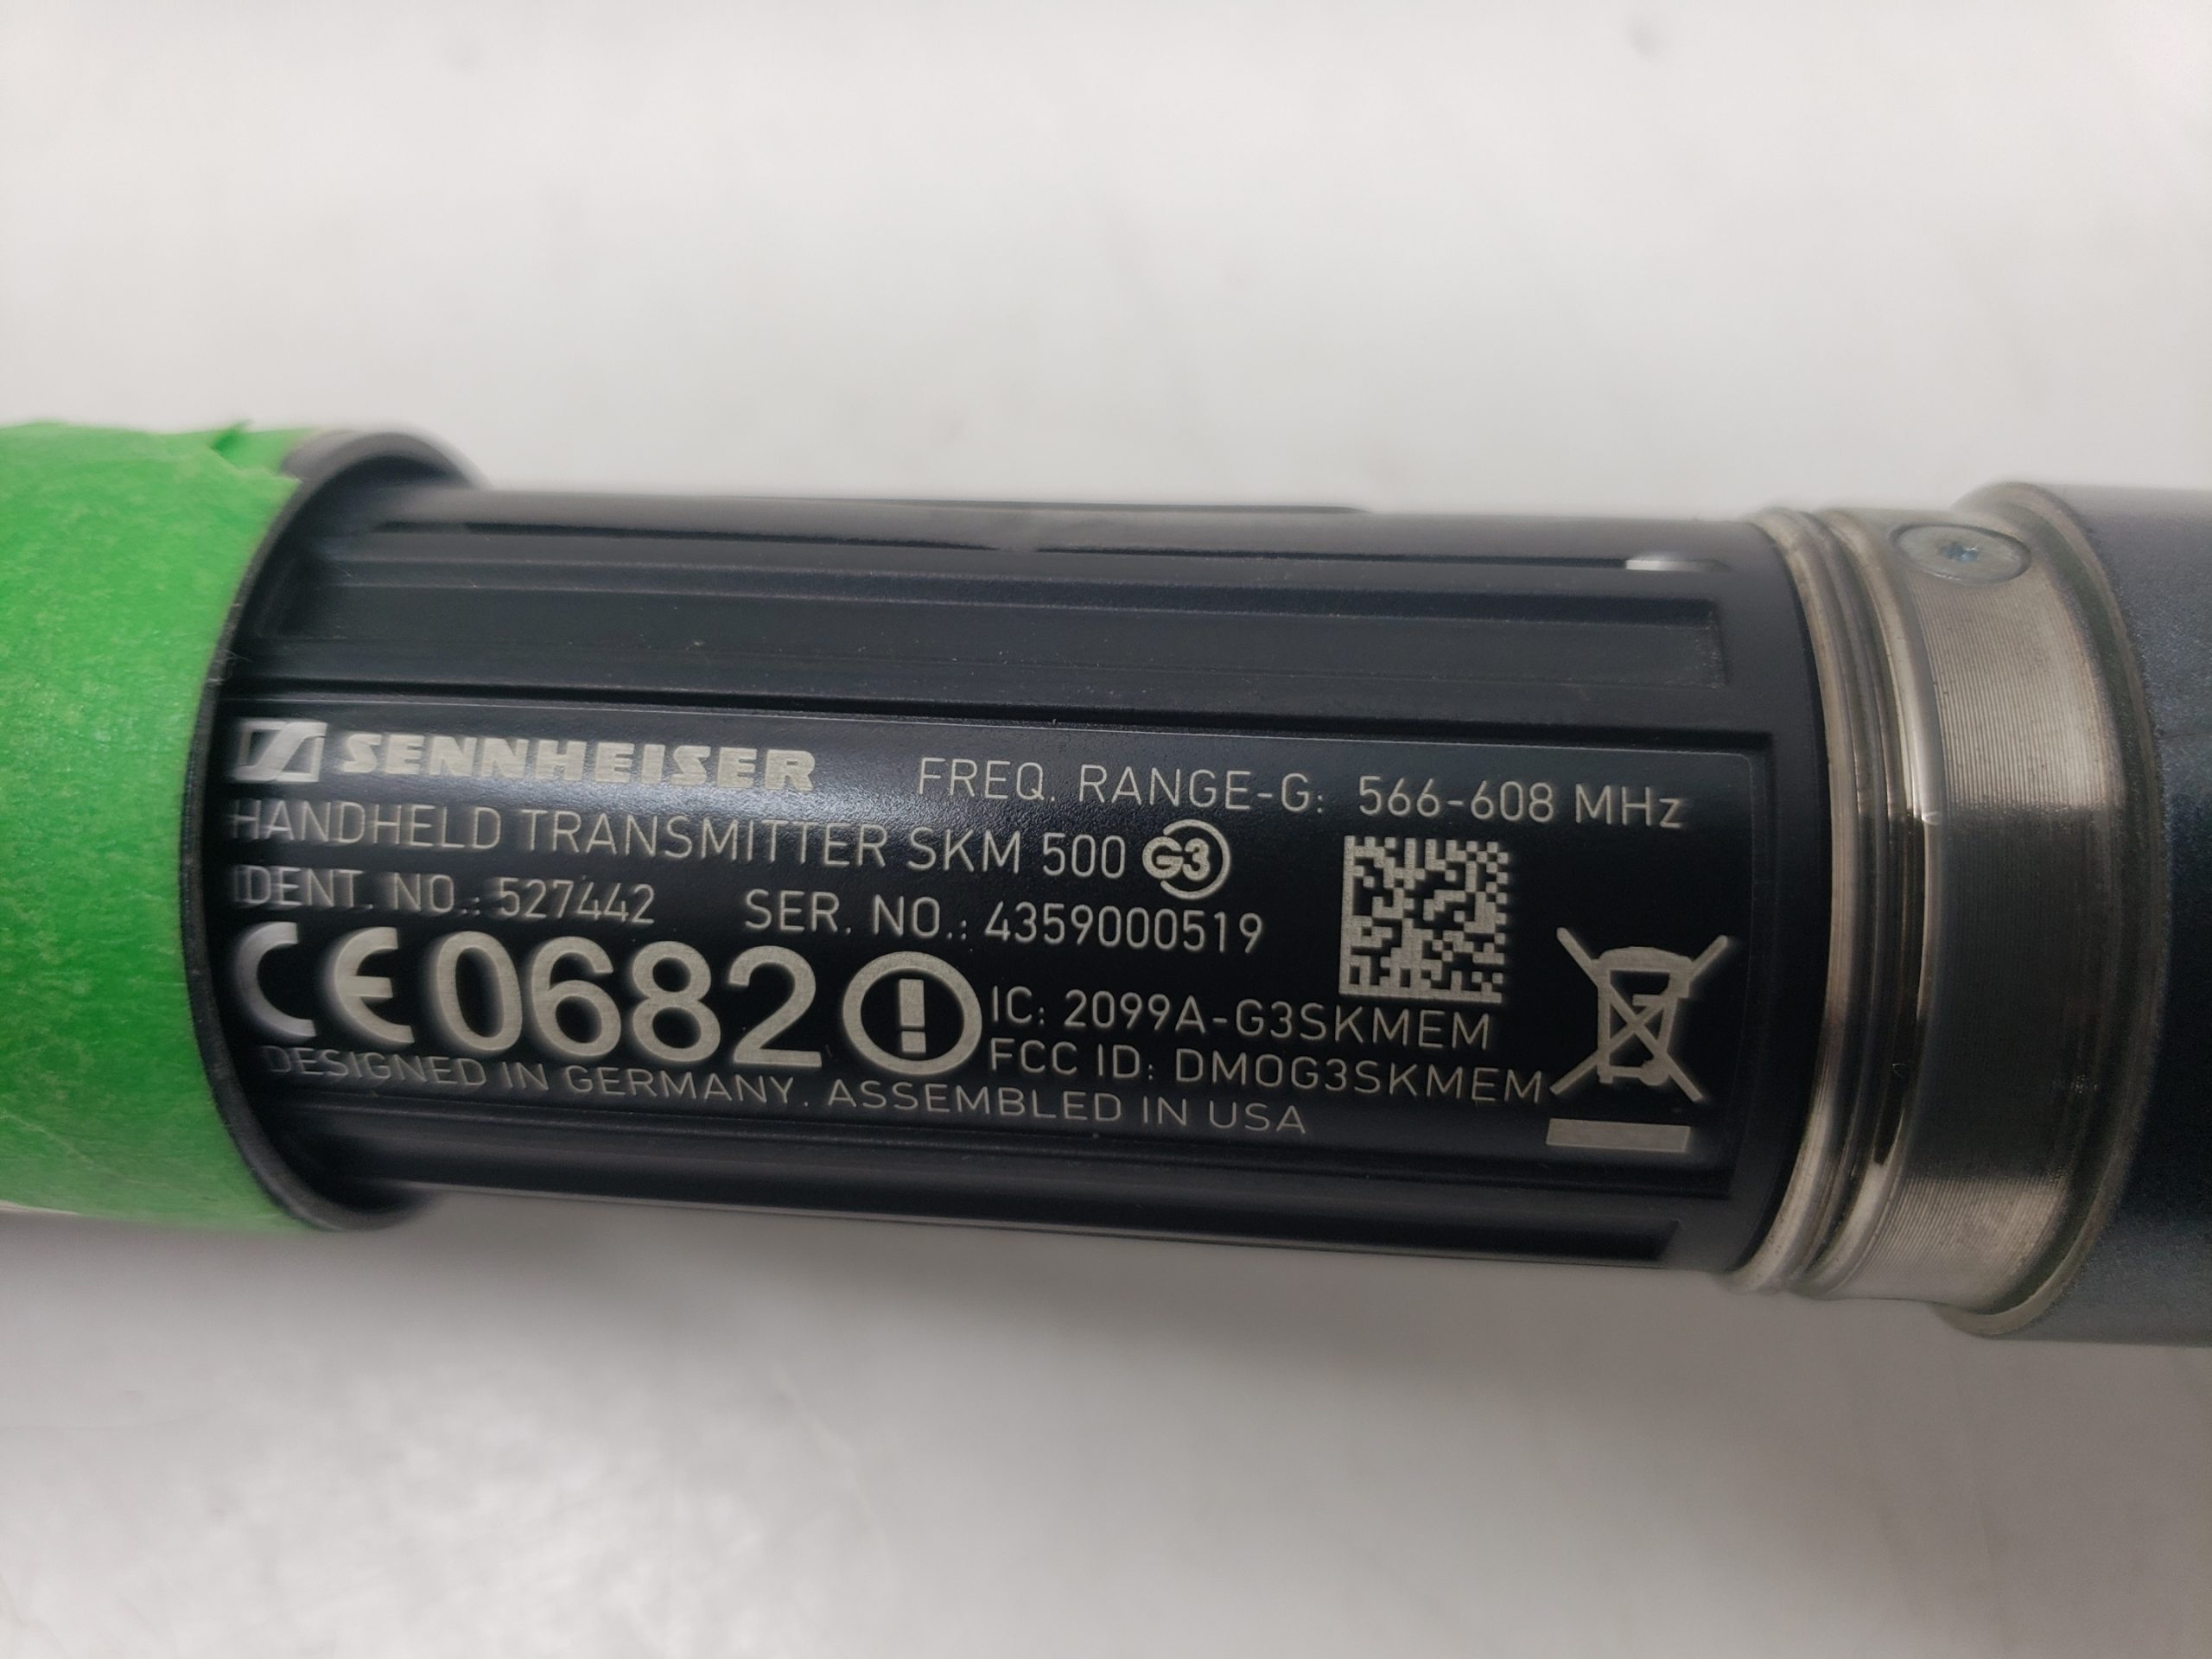 SENNHEISER FREQ. RANGE-G: 566-608 MHz
HANDHELD TRANSMITTER SKM 500 G3
IDENT. NO.: 527442 SER. NO.: 4359000519
CE0682 ! IC: 2099A-G3SKMEM
FCC ID: DMOG3SKMEM
DESIGNED IN GERMANY. ASSEMBLED IN USA